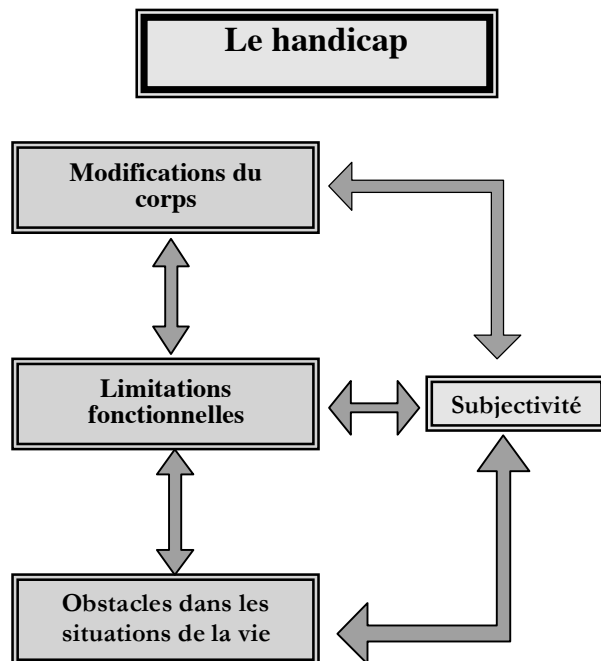 Le handicap
Modifications du
corps
Limitations
fonctionnelles
Subjectivité
Obstacles dans les
situations de la vie